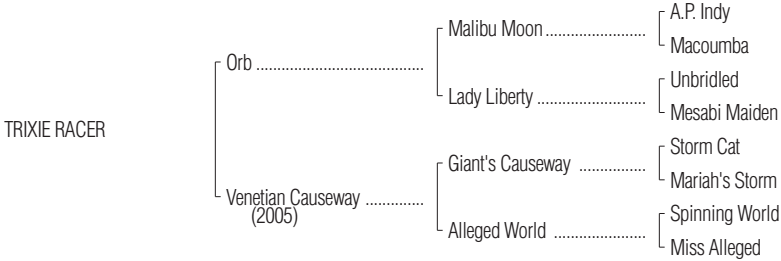 A.P. Indy
Malibu Moon ........................
Macoumba
Orb .......................................
Unbridled
Lady Liberty ..........................
Mesabi Maiden
TRIXIE RACER
Storm Cat
Giant's Causeway ................
Mariah's Storm
Venetian Causeway ..............
(2005)
Spinning World
Alleged World ......................
Miss Alleged